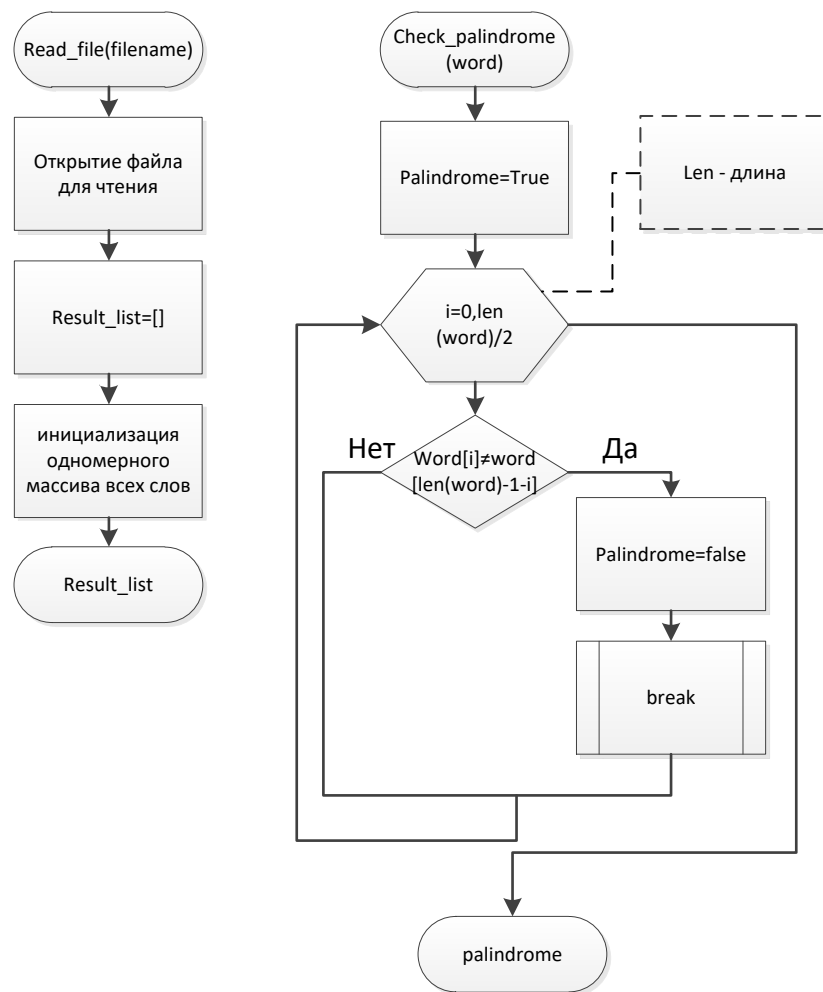 Read_file(filename)
Открытие файла
для чтения
Result_list=[]
инициализация
одномерного
массива всех слов
Result_list
Check_palindrome
(word)
Palindrome=True
Len - длина
i=0,len
(word)/2
Нет
Word[i]≠word
[len(word)-1-i]
Да
Palindrome=false
break
palindrome